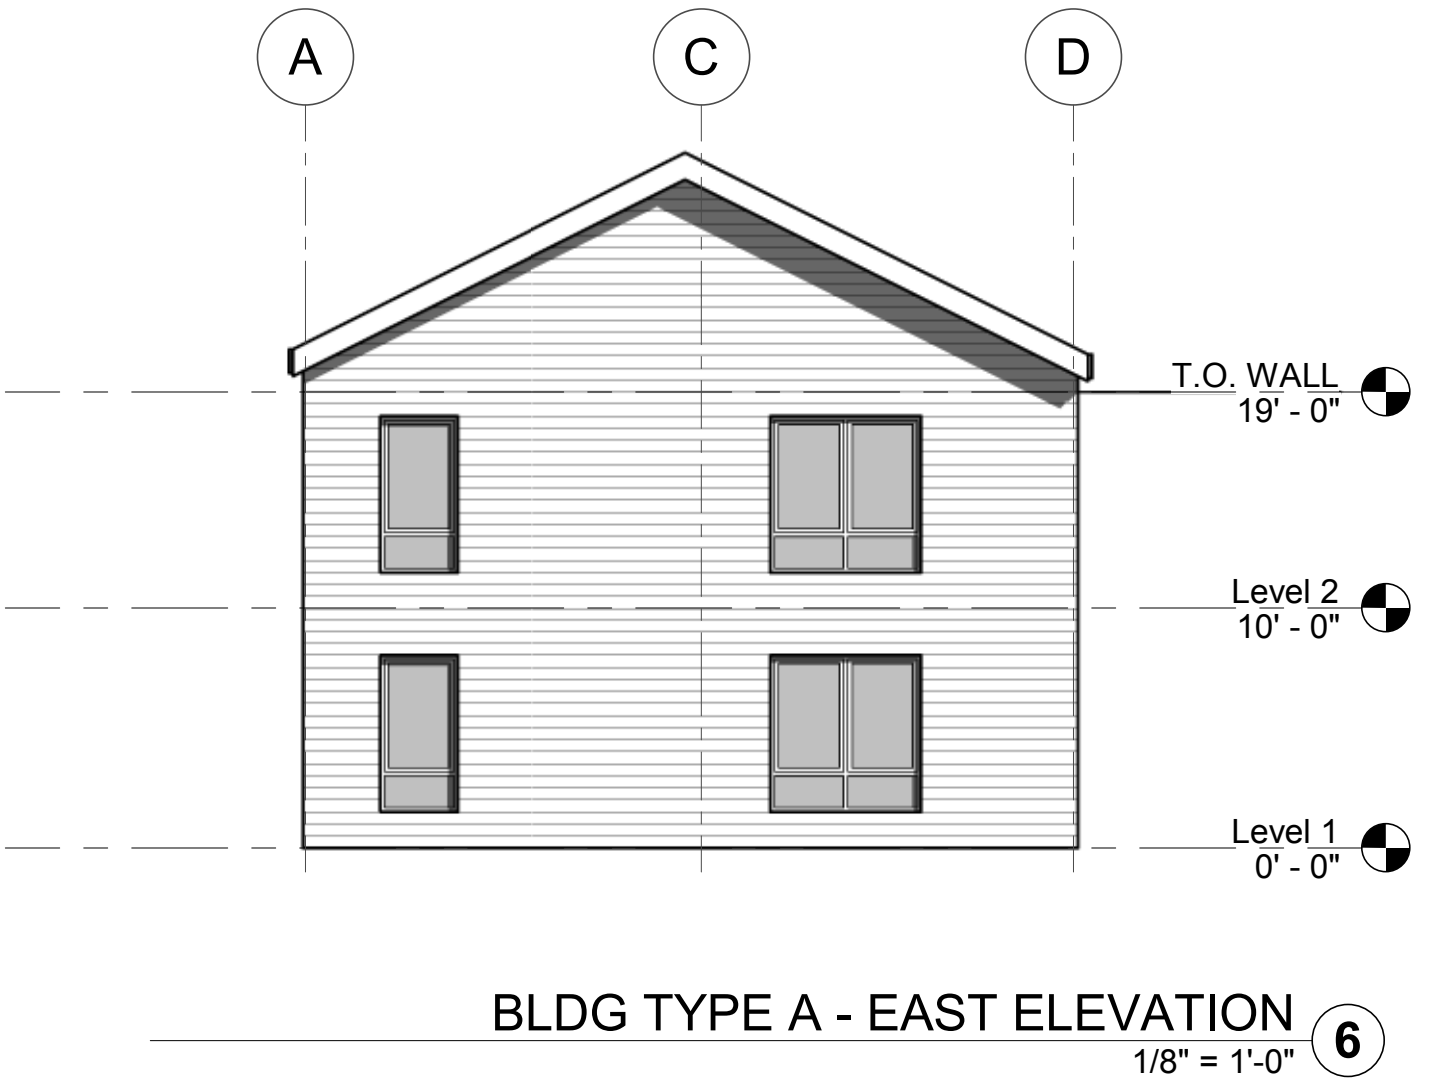 A
C
D
T.O. WALL
19' - 0"
Level 2
10' - 0"
Level 1
0' - 0"
BLDG TYPE A - EAST ELEVATION
6
1/8" = 1'-0"